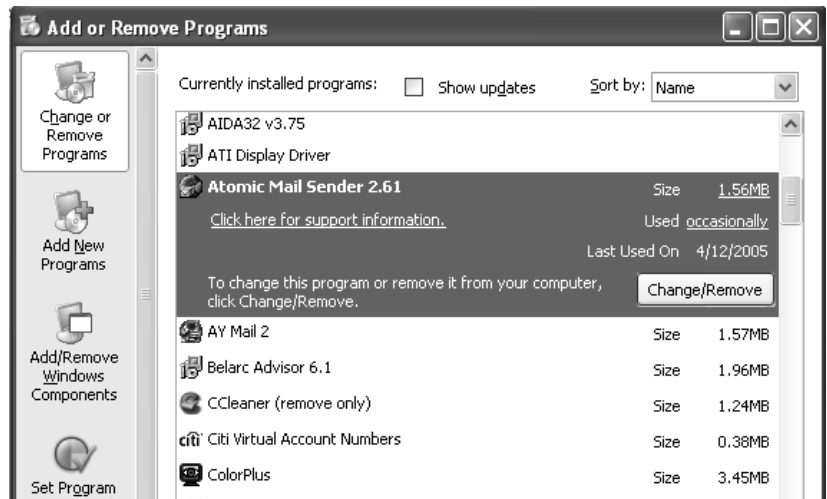 Add or Remove Programs
Currently installed programs: Show updates Sort by: Name
Change or
Remove
Programs
Add New
Programs
Add/Remove
Windows
Components
Set Program
AIDA32 v3.75
ATI Display Driver
Atomic Mail Sender 2.61 Size 1.56MB
Click here for support information. Used occasionally
Last Used On 4/12/2005
To change this program or remove it from your computer,
click Change/Remove. Change/Remove
AY Mail 2 Size 1.57MB
Belarc Advisor 6.1 Size 1.96MB
CCleaner (remove only) Size 1.24MB
citi Citi Virtual Account Numbers Size 0.38MB
ColorPlus Size 3.45MB